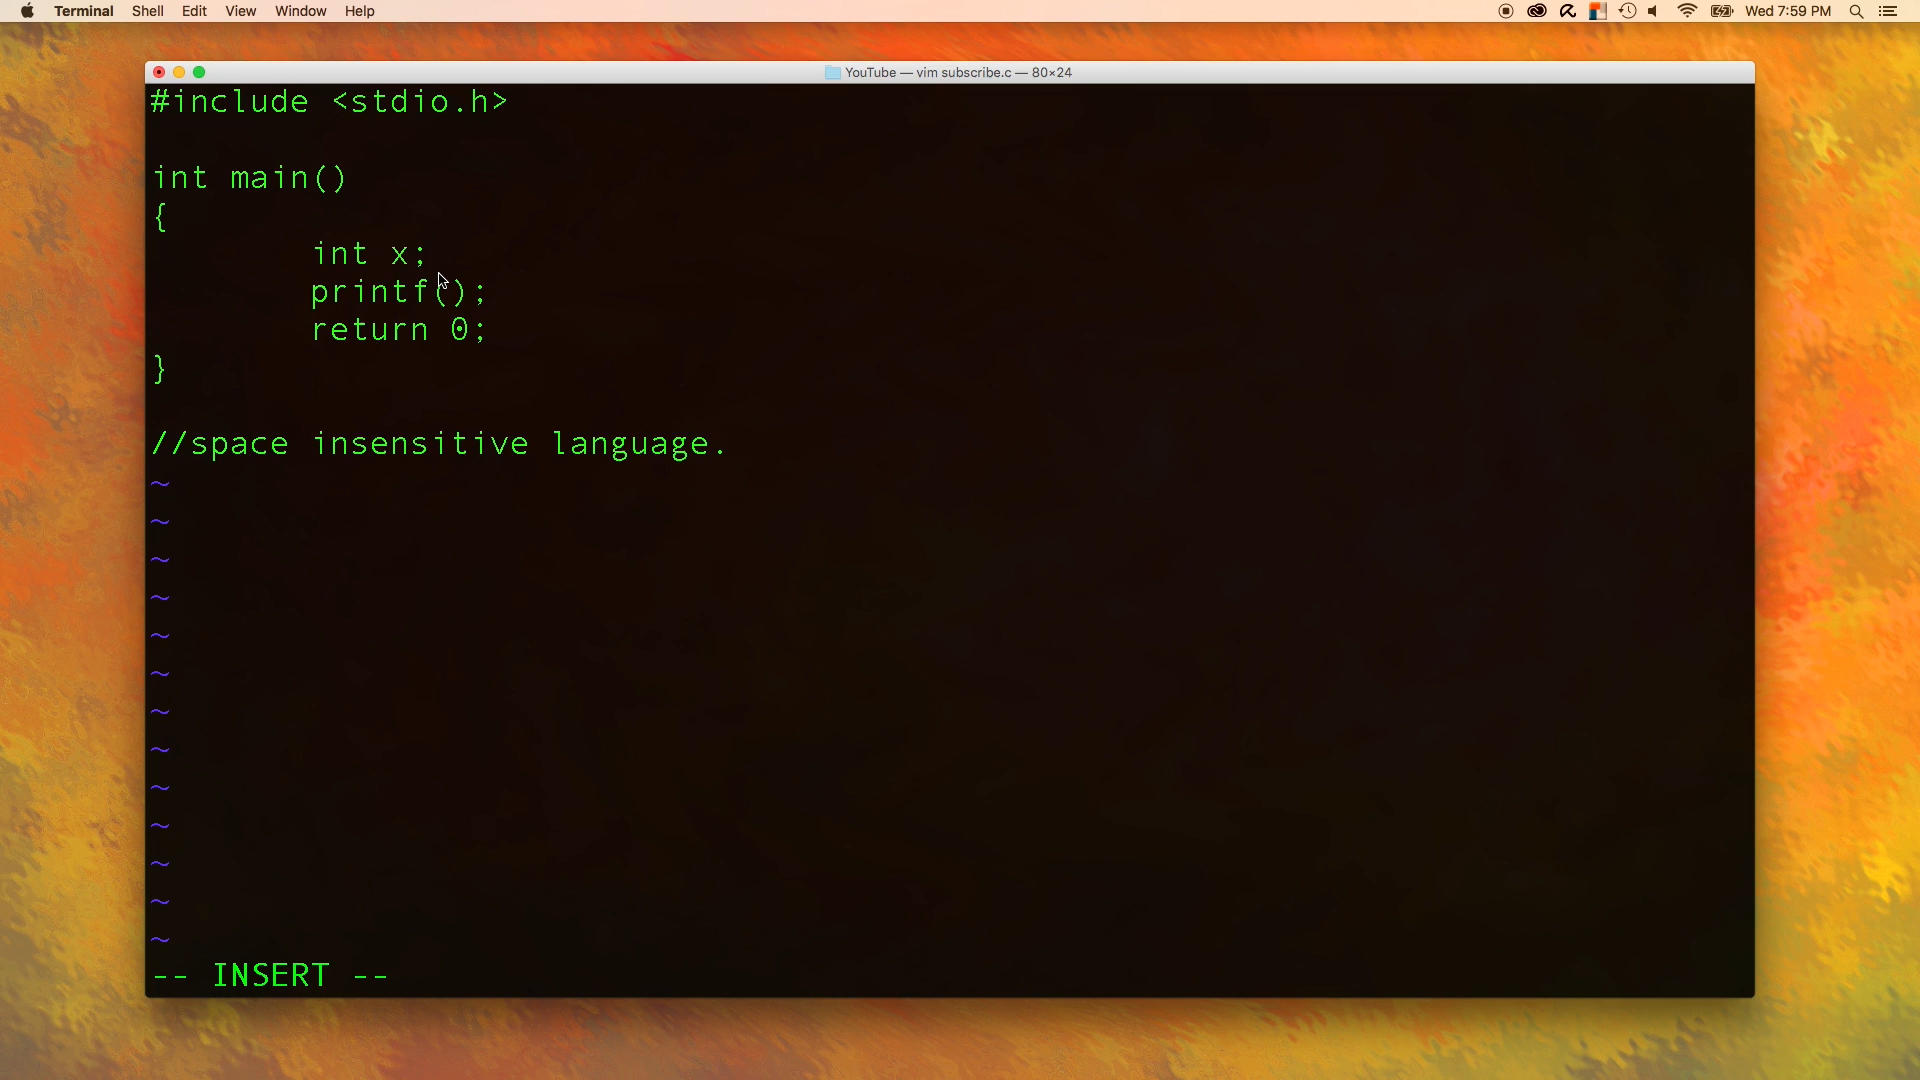 Terminal Shell Edit View Window Help Wed 7:59 PM
YouTube — vim subscribe.c — 80×24
#include <stdio.h>
int main()
{
int x;
printf();
return 0;
}
//space insensitive language.
~
~
~
~
~
~
~
~
~
~
~
~
~
-- INSERT --